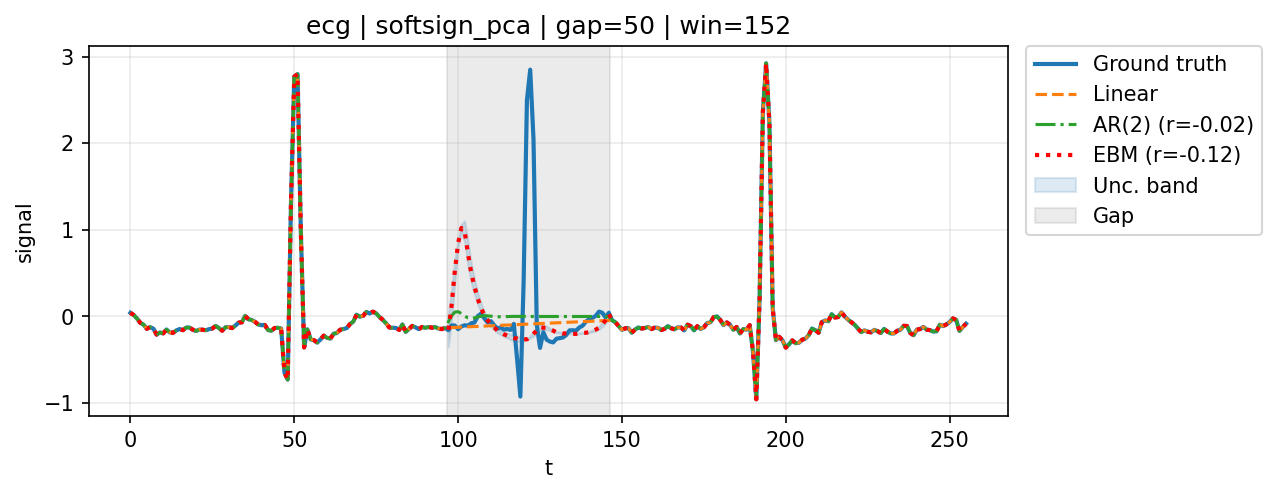 ecg | softsign_pca | gap=50 | win=152
3
2
1
0
−1
signal
0
50
100
150
200
250
t
Ground truth
Linear
AR(2) (r=-0.02)
EBM (r=-0.12)
Unc. band
Gap